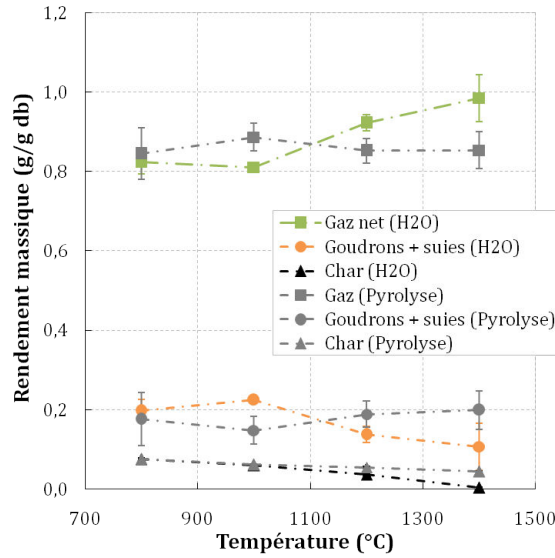 Rendement massique (g/g db)
1,2
1,0
0,8
0,6
0,4
0,2
0,0
Gaz net (H2O)
Goudrons + suies (H2O)
Char (H2O)
Gaz (Pyrolyse)
Goudrons + suies (Pyrolyse)
Char (Pyrolyse)
700 900 1100 1300 1500
Température (°C)